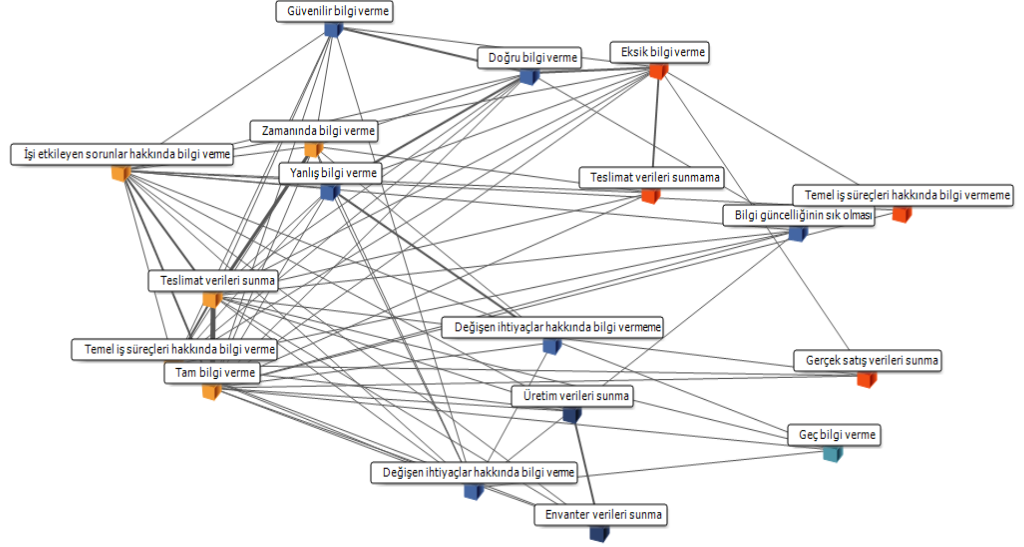 Güvenilir bilgi verme
Doğru bilgi verme
Eksik bilgi verme
Zamanında bilgi verme
İşi etkileyen sorunlar hakkında bilgi verme
Yanlış bilgi verme
Teslimat verileri sunmama
Temel iş süreçleri hakkında bilgi vermeme
Bilgi güncelliğinin sık olması
Teslimat verileri sunma
Değişen ihtiyaçlar hakkında bilgi vermeme
Temel iş süreçleri hakkında bilgi verme
Gerçek satış verileri sunma
Tam bilgi verme
Üretim verileri sunma
Geç bilgi verme
Değişen ihtiyaçlar hakkında bilgi verme
Envanter verileri sunma